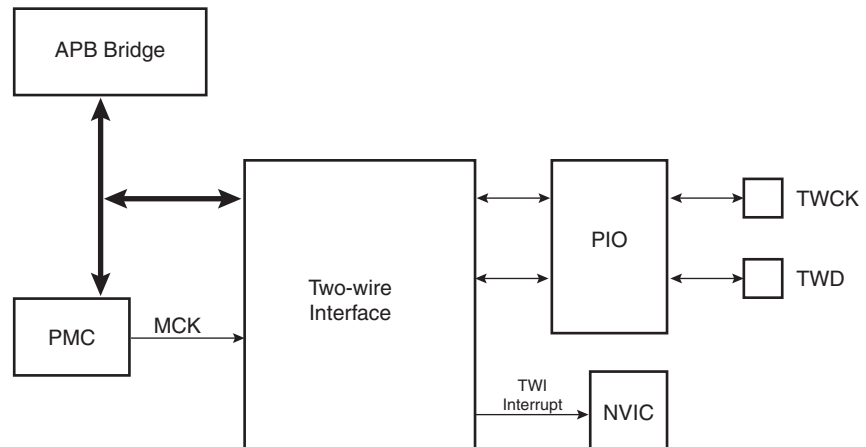 APB Bridge
TWCK
PIO
Two-wire
Interface
TWD
PMC
MCK
TWI
Interrupt
NVIC